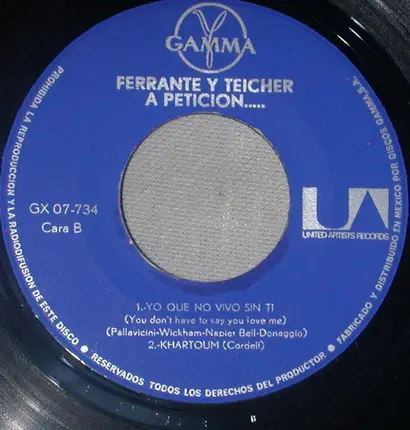 GAMMA
FERRANTE Y TEICHER
A PETICION.....
GX 07-734
Cara B
UA
UNITED ARTISTS RECORDS
1.-YO QUE NO VIVO SIN TI
(You don't have to say you love me)
(Pallavicini-Wickham-Napier Bell-Donaggio)
2.-KHARTOUM (Cordell)
PROHIBIDA LA REPRODUCCION Y LA RADIODIFUSION DE ESTE DISCO • RESERVADOS TODOS LOS DERECHOS DEL PRODUCTOR • FABRICADO Y DISTRIBUIDO EN MEXICO POR DISCOS GAMMA, S.A.